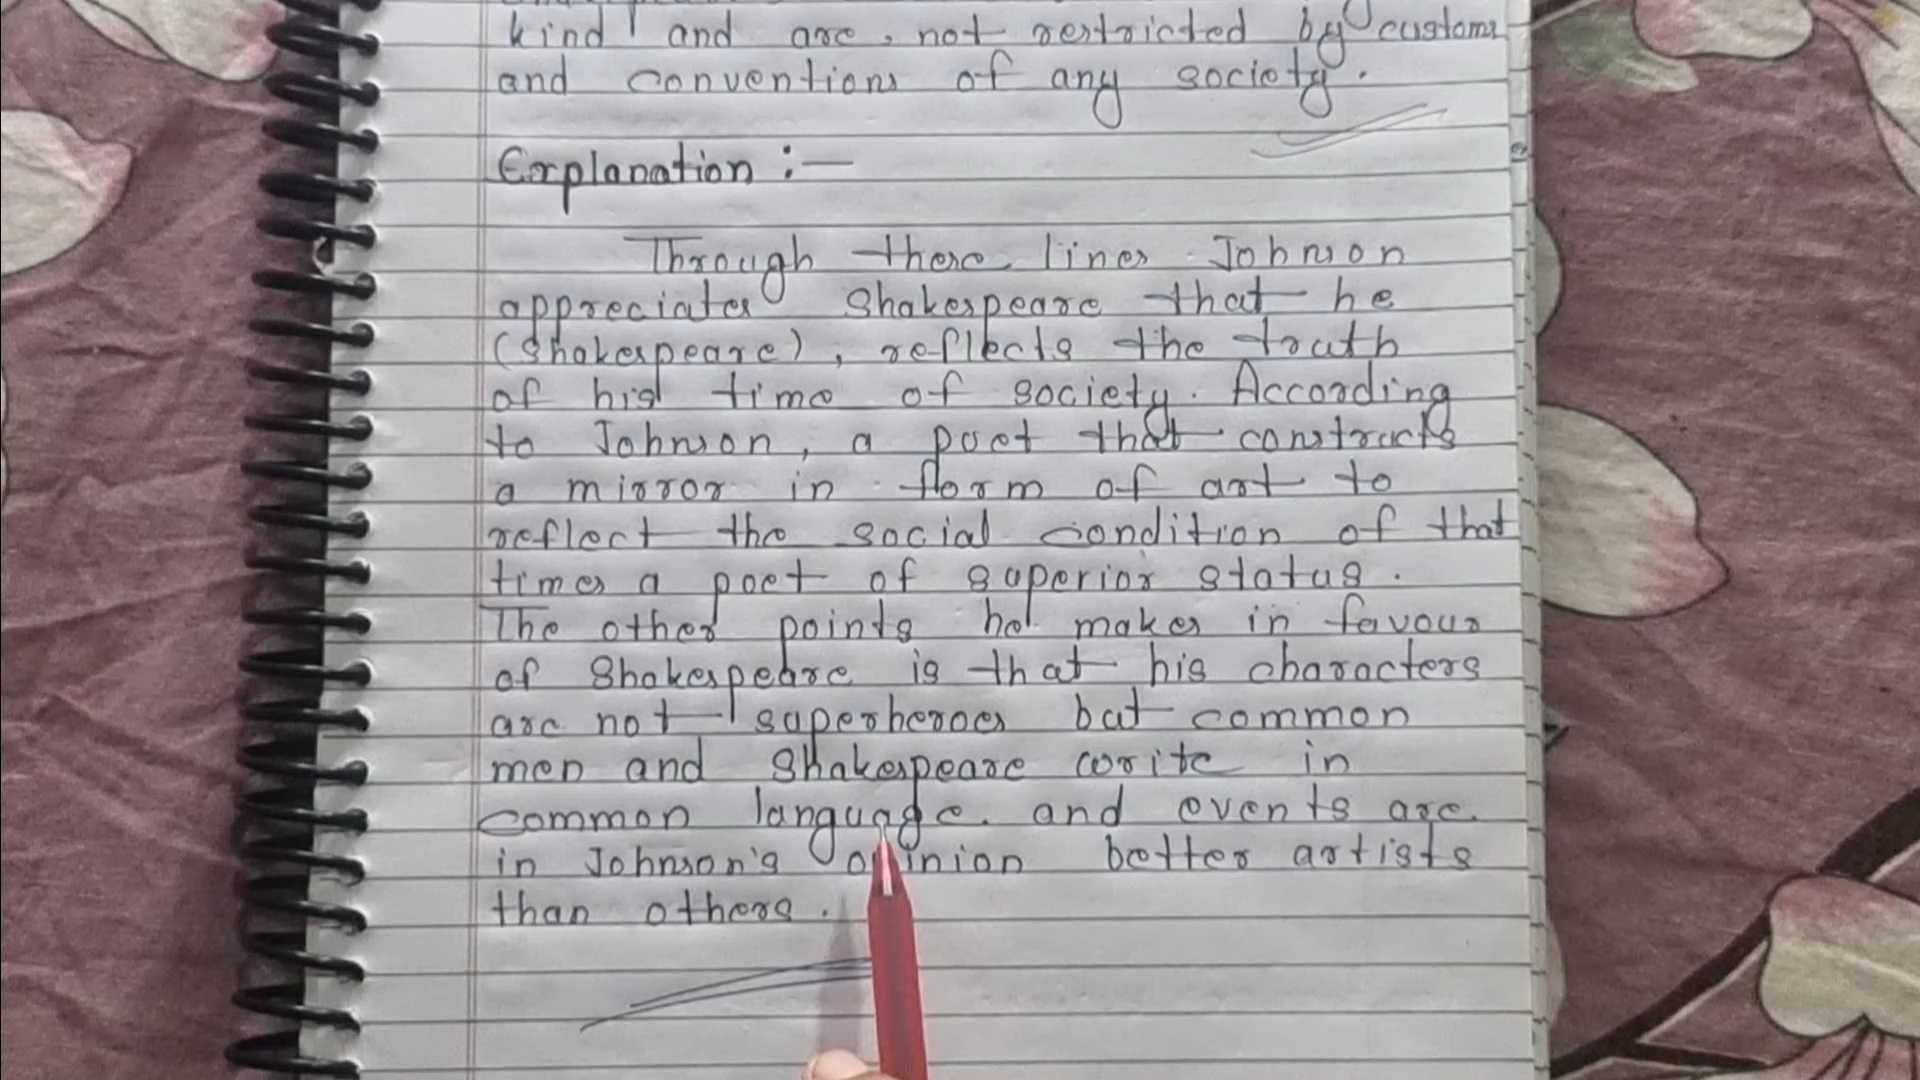 kind and are not restricted by customs
and conventions of any society.
Explanation :—
Through these lines Johnson
appreciates Shakespeare that he
(Shakespeare), reflects the truth
of his time of society. According
to Johnson, a poet that constructs
a mirror in form of art to
reflect the social condition of that
times a poet of superior status.
The other points he makes in favour
of Shakespeare is that his characters
are not superheroes but common
men and Shakespeare write in
common language. and events are
in Johnson's opinion better artists
than others.